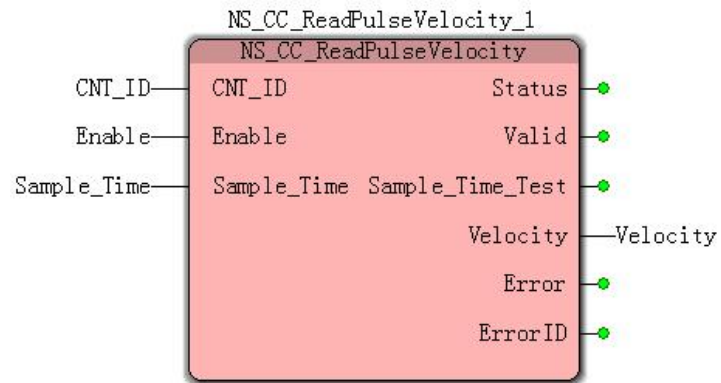 NS_CC_ReadPulseVelocity_1
NS_CC_ReadPulseVelocity
CNT_ID CNT_ID Status
Enable Enable Valid
Sample_Time Sample_Time Sample_Time_Test
Velocity Velocity
Error
ErrorID